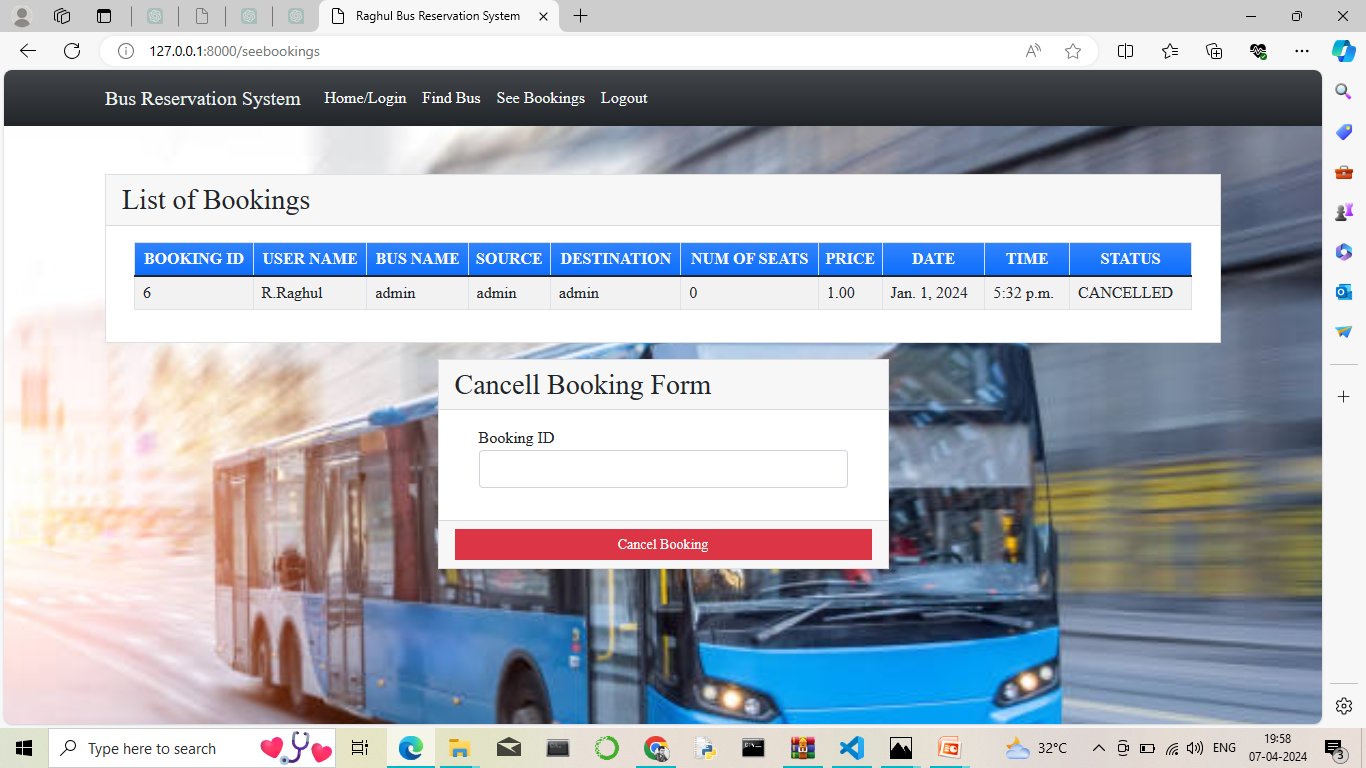 Raghul Bus Reservation System
127.0.0.1:8000/seebookings
Bus Reservation System Home/Login Find Bus See Bookings Logout
List of Bookings
BOOKING ID USER NAME BUS NAME SOURCE DESTINATION NUM OF SEATS PRICE DATE TIME STATUS
6 R.Raghul admin admin admin 0 1.00 Jan. 1, 2024 5:32 p.m. CANCELLED
Cancell Booking Form
Booking ID
Cancel Booking
Type here to search
32°C
ENG
19:58
07-04-2024
3